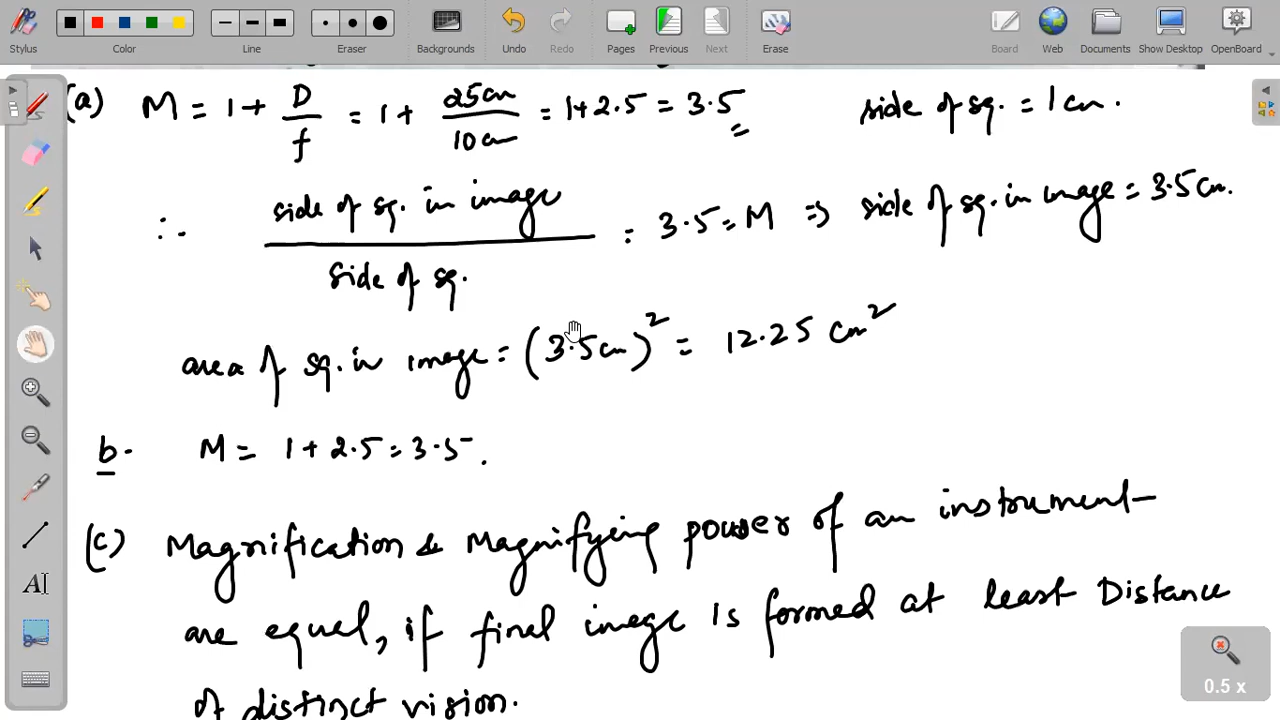 Stylus Color Line Eraser Backgrounds Undo Redo Pages Previous Next Erase Board Web Documents Show Desktop OpenBoard
(a) M = 1 + D/f = 1 + 25cm/10cm = 1+2.5 = 3.5 side of sq. = 1 cm.
∴ side of sq. in image / side of sq. = 3.5 = M ⇒ side of sq. in image = 3.5cm.
area of sq. in image = (3.5cm)² = 12.25 cm²
b. M = 1 + 2.5 = 3.5.
(c) Magnification & Magnifying power of an instrument
are equal, if final image is formed at least Distance
of distinct vision.
0.5 x